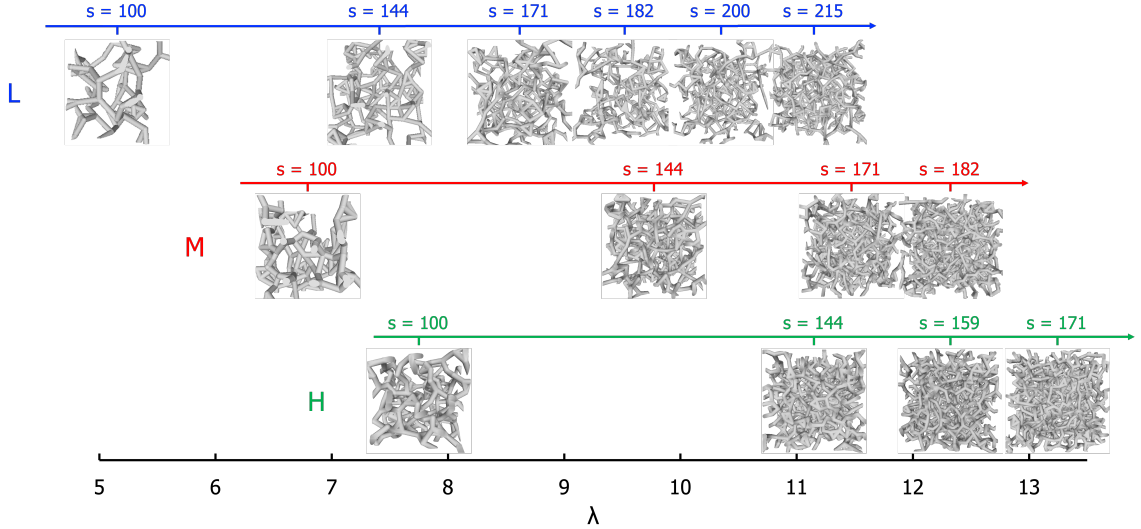 s = 100 s = 144 s = 171 s = 182 s = 200 s = 215
L
s = 100 s = 144 s = 171 s = 182
M
s = 100 s = 144 s = 159 s = 171
H
5 6 7 8 9 10 11 12 13
λ